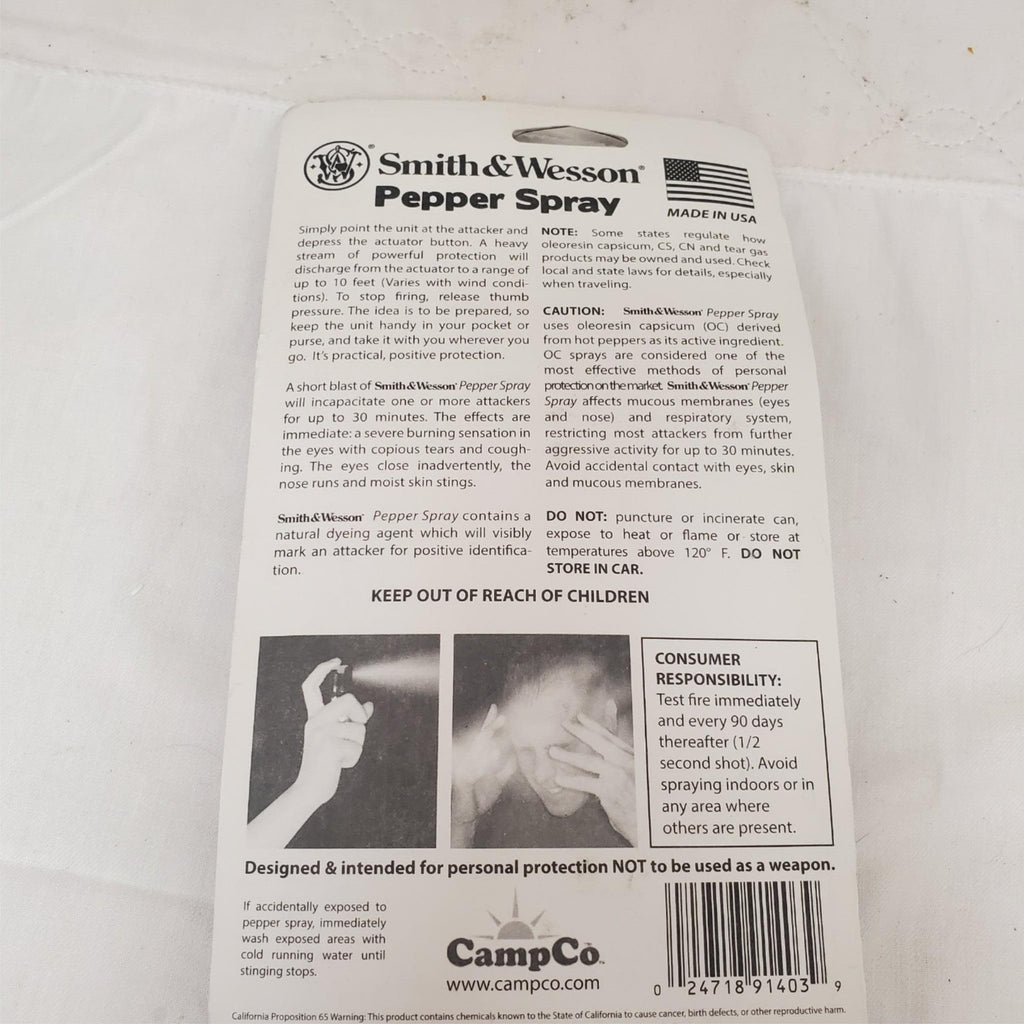 Smith&Wesson®
Pepper Spray
MADE IN USA
Simply point the unit at the attacker and
depress the actuator button. A heavy
stream of powerful protection will
discharge from the actuator to a range of
up to 10 feet (Varies with wind condi-
tions). To stop firing, release thumb
pressure. The idea is to be prepared, so
keep the unit handy in your pocket or
purse, and take it with you wherever you
go. It's practical, positive protection.
A short blast of Smith&Wesson® Pepper Spray
will incapacitate one or more attackers
for up to 30 minutes. The effects are
immediate: a severe burning sensation in
the eyes with copious tears and cough-
ing. The eyes close inadvertently, the
nose runs and moist skin stings.
Smith&Wesson® Pepper Spray contains a
natural dyeing agent which will visibly
mark an attacker for positive identifica-
tion.
NOTE: Some states regulate how
oleoresin capsicum, CS, CN and tear gas
products may be owned and used. Check
local and state laws for details, especially
when traveling.
CAUTION: Smith&Wesson® Pepper Spray
uses oleoresin capsicum (OC) derived
from hot peppers as its active ingredient.
OC sprays are considered one of the
most effective methods of personal
protection on the market. Smith&Wesson® Pepper
Spray affects mucous membranes (eyes
and nose) and respiratory system,
restricting most attackers from further
aggressive activity for up to 30 minutes.
Avoid accidental contact with eyes, skin
and mucous membranes.
DO NOT: puncture or incinerate can,
expose to heat or flame or store at
temperatures above 120° F. DO NOT
STORE IN CAR.
KEEP OUT OF REACH OF CHILDREN
CONSUMER
RESPONSIBILITY:
Test fire immediately
and every 90 days
thereafter (1/2
second shot). Avoid
spraying indoors or in
any area where
others are present.
Designed & intended for personal protection NOT to be used as a weapon.
If accidentally exposed to
pepper spray, immediately
wash exposed areas with
cold running water until
stinging stops.
CampCo™
www.campco.com
0 24718 91403 9
California Proposition 65 Warning: This product contains chemicals known to the State of California to cause cancer, birth defects, or other reproductive harm.